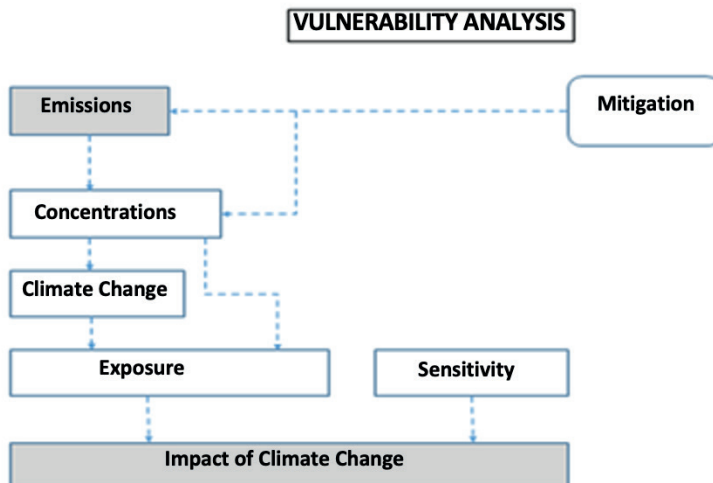 VULNERABILITY ANALYSIS
Emissions
Mitigation
Concentrations
Climate Change
Exposure
Sensitivity
Impact of Climate Change